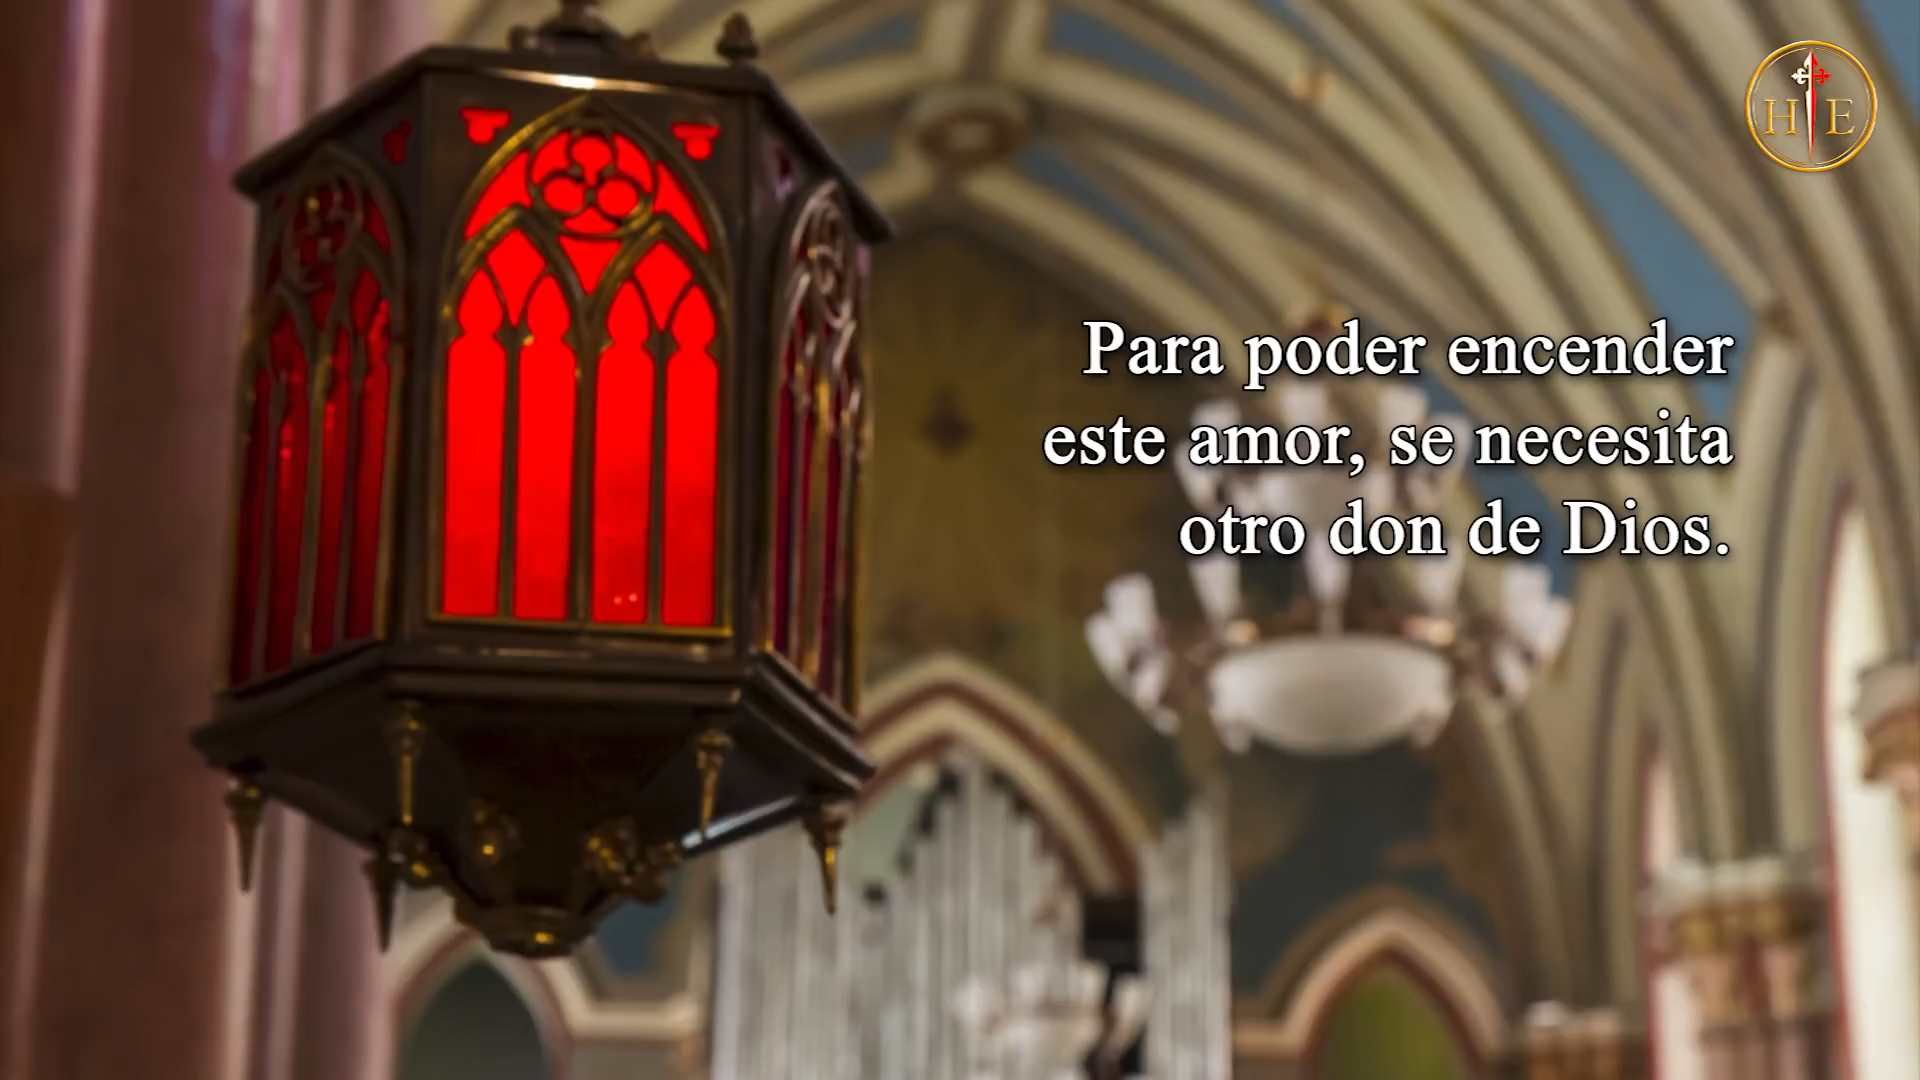 H E
Para poder encender
este amor, se necesita
otro don de Dios.